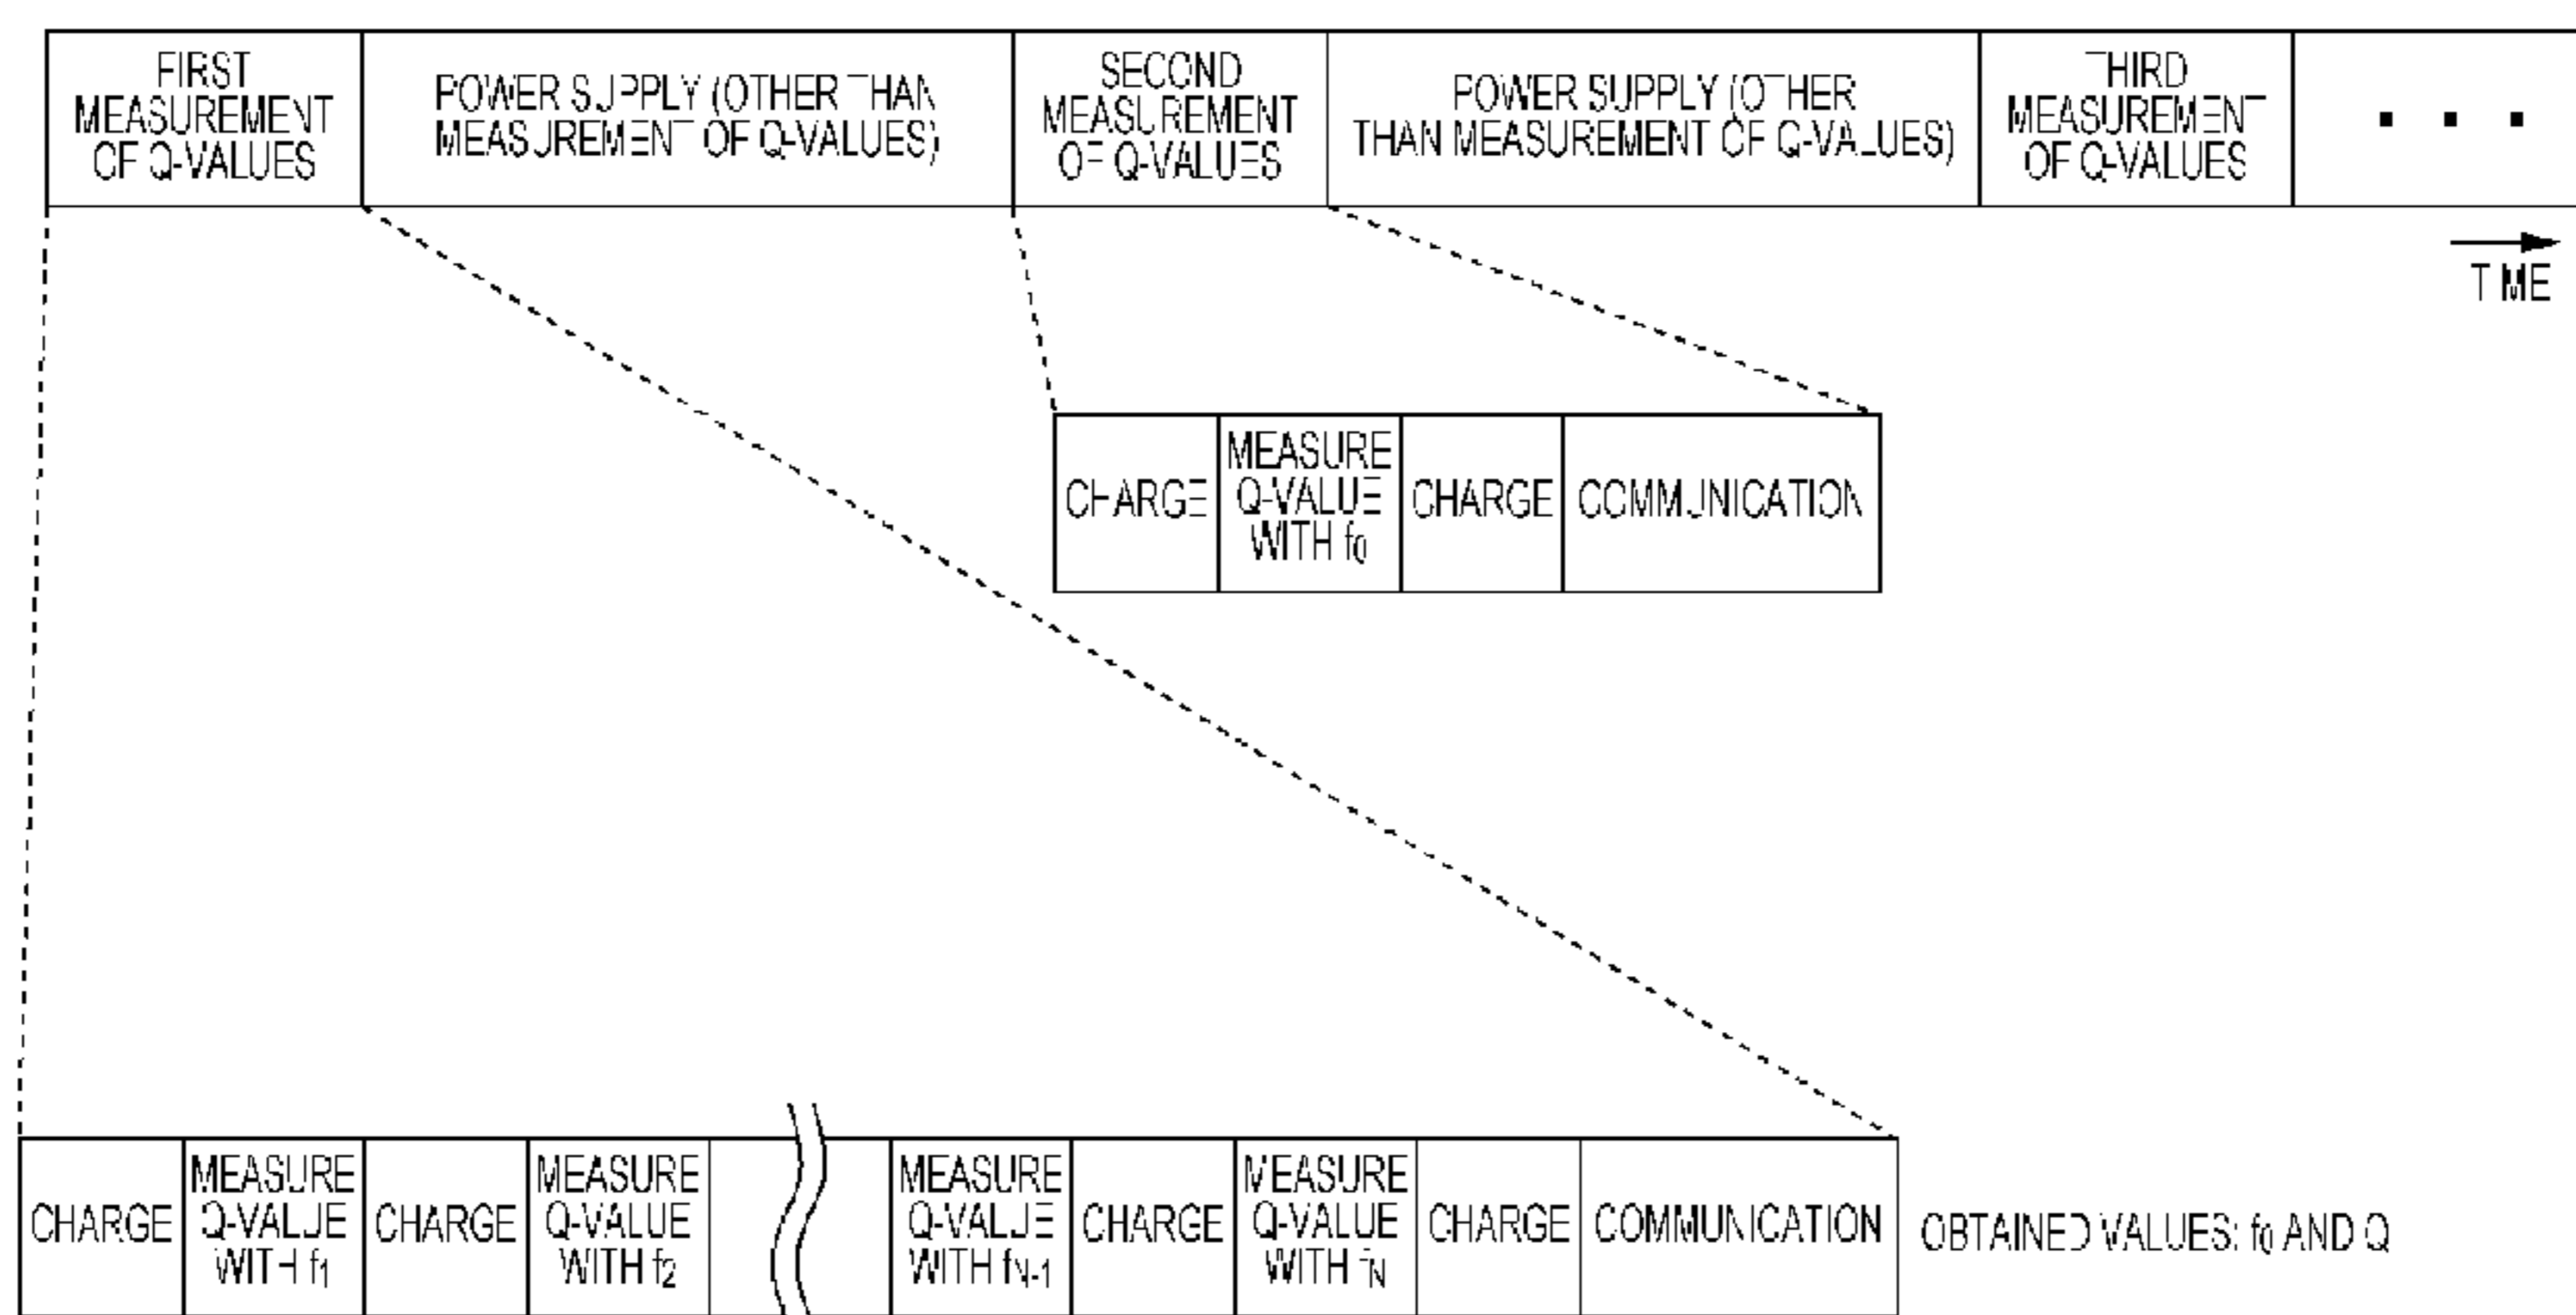 FIRST
MEASUREMENT
OF Q-VALUES
POWER SUPPLY (OTHER THAN
MEASUREMENT OF Q-VALUES)
SECOND
MEASUREMENT
OF Q-VALUES
POWER SUPPLY (OTHER
THAN MEASUREMENT OF Q-VALUES)
THIRD
MEASUREMENT
OF Q-VALUES
. . .
TIME
CHARGE
MEASURE
Q-VALUE
WITH f0
CHARGE
COMMUNICATION
CHARGE
MEASURE
Q-VALUE
WITH f1
CHARGE
MEASURE
Q-VALUE
WITH f2
MEASURE
Q-VALUE
WITH fN-1
CHARGE
MEASURE
Q-VALUE
WITH fN
CHARGE
COMMUNICATION
OBTAINED VALUES: f0 AND Q